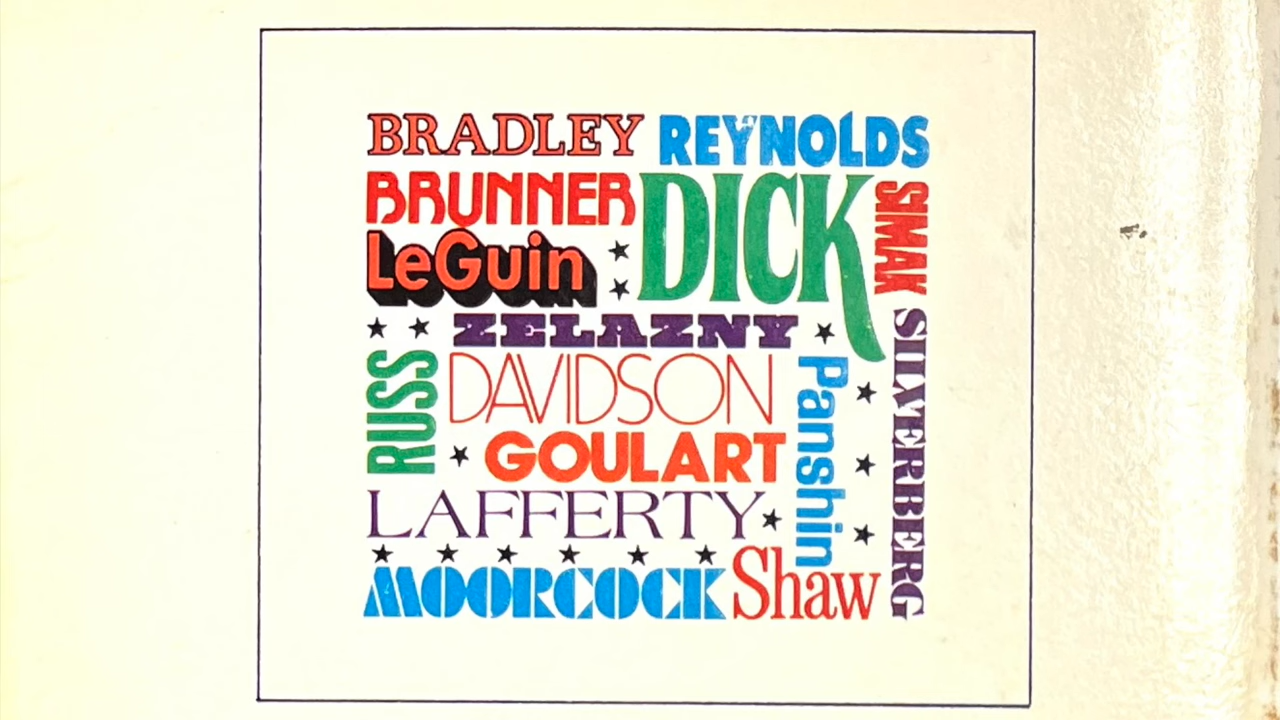 BRADLEY REYNOLDS
BRUNNER DICK SIMAK
LeGuin
ZELAZNY SILVERBERG
RUSS DAVIDSON Panshin
GOULART
LAFFERTY
MOORCOCK Shaw